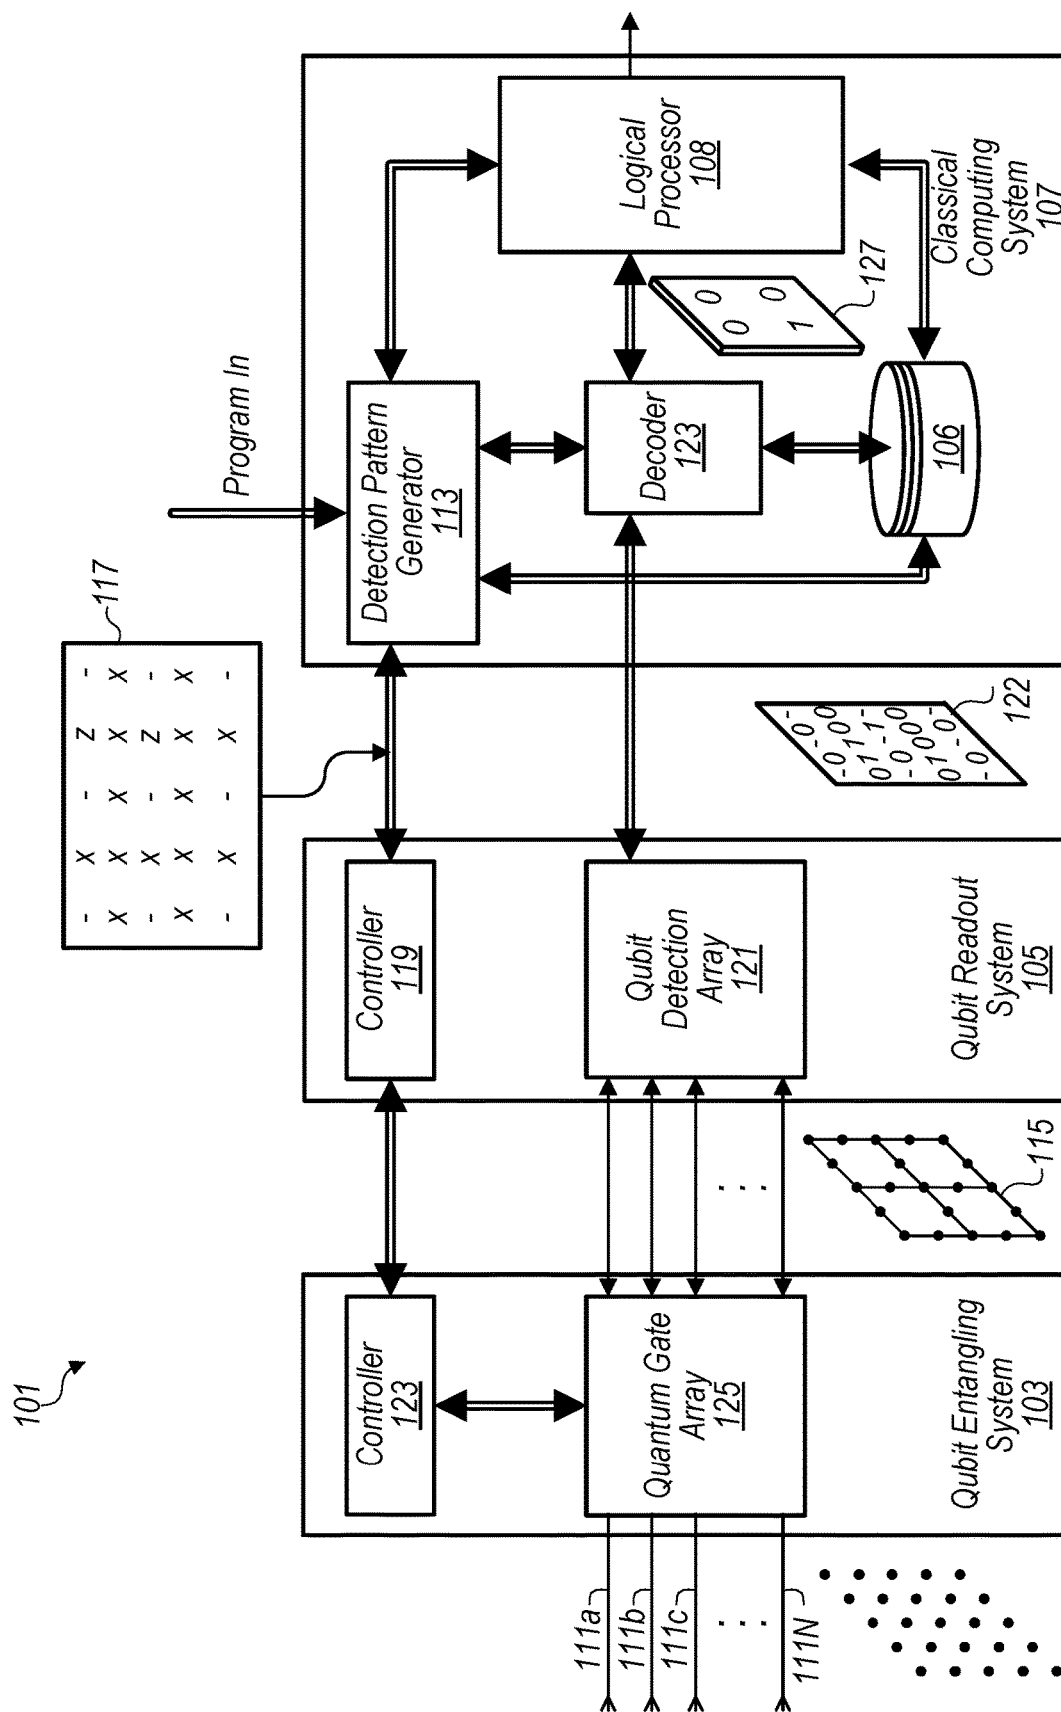 101
117
- X - Z -
X X X X X
- X - Z -
X X X X X
- X - X -
Program In
Controller
123
Controller
119
Detection Pattern
Generator
113
111a
111b
111c
. . .
111N
Quantum Gate
Array
125
. . .
Qubit
Detection
Array
121
Decoder
123
Logical
Processor
108
0 0
1 0
127
115
122
106
Qubit Entangling
System
103
Qubit Readout
System
105
Classical
Computing
System
107